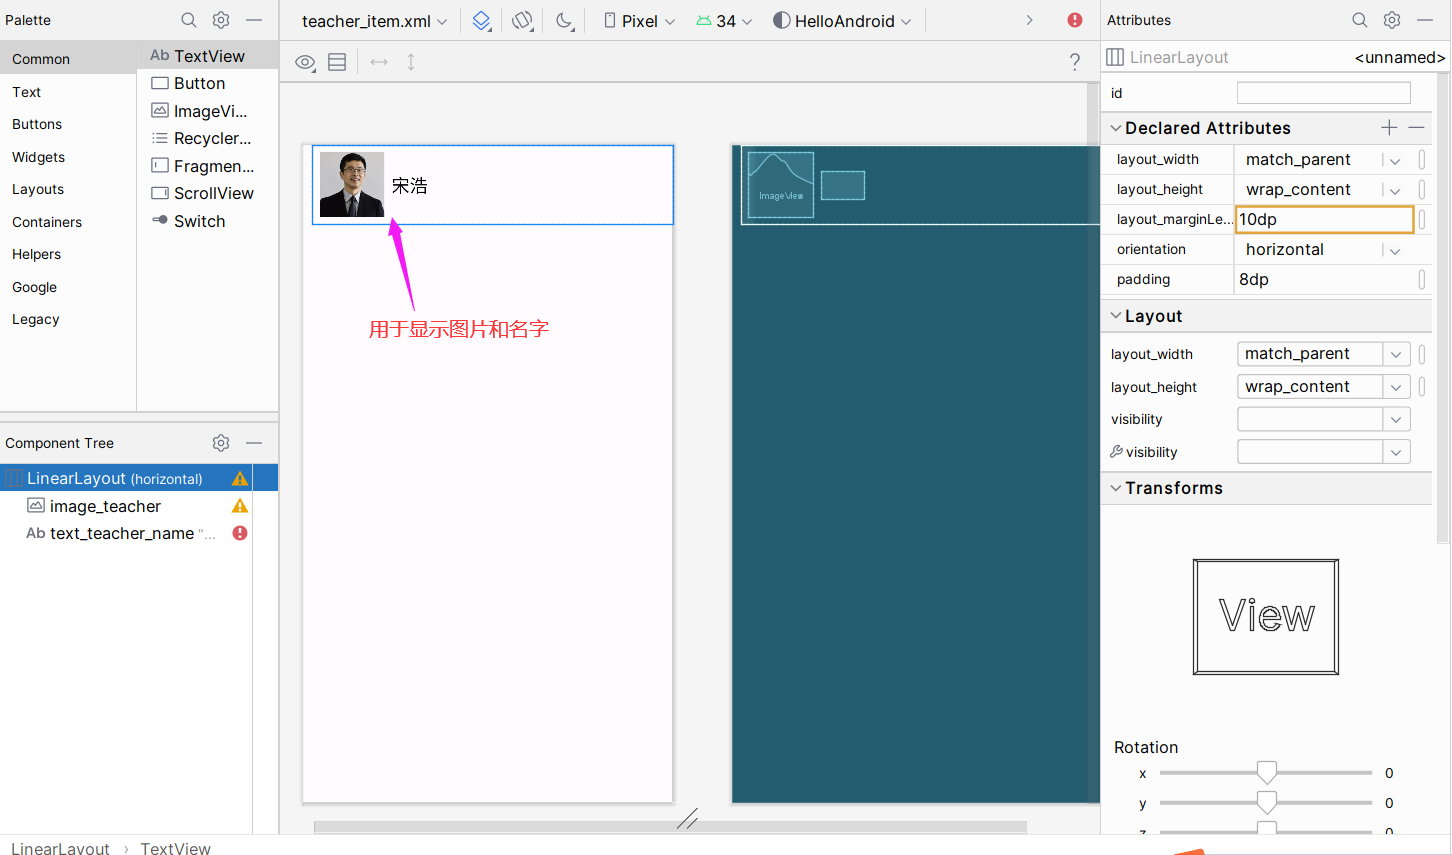 Palette
Common
Text
Buttons
Widgets
Layouts
Containers
Helpers
Google
Legacy
Ab TextView
Button
ImageVi...
Recycler...
Fragmen...
ScrollView
Switch
Component Tree
LinearLayout (horizontal)
image_teacher
Ab text_teacher_name "...
teacher_item.xml
Pixel
34
HelloAndroid
?
宋浩
用于显示图片和名字
ImageView
Attributes
LinearLayout <unnamed>
id
Declared Attributes
layout_width match_parent
layout_height wrap_content
layout_marginLe... 10dp
orientation horizontal
padding 8dp
Layout
layout_width match_parent
layout_height wrap_content
visibility
visibility
Transforms
View
Rotation
x 0
y 0
z 0
LinearLayout › TextView